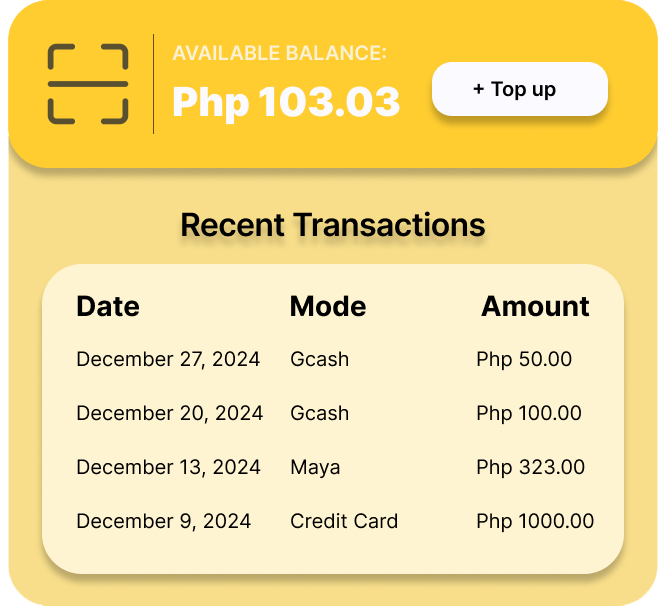 AVAILABLE BALANCE:
Php 103.03
+ Top up
Recent Transactions
Date Mode Amount
December 27, 2024 Gcash Php 50.00
December 20, 2024 Gcash Php 100.00
December 13, 2024 Maya Php 323.00
December 9, 2024 Credit Card Php 1000.00